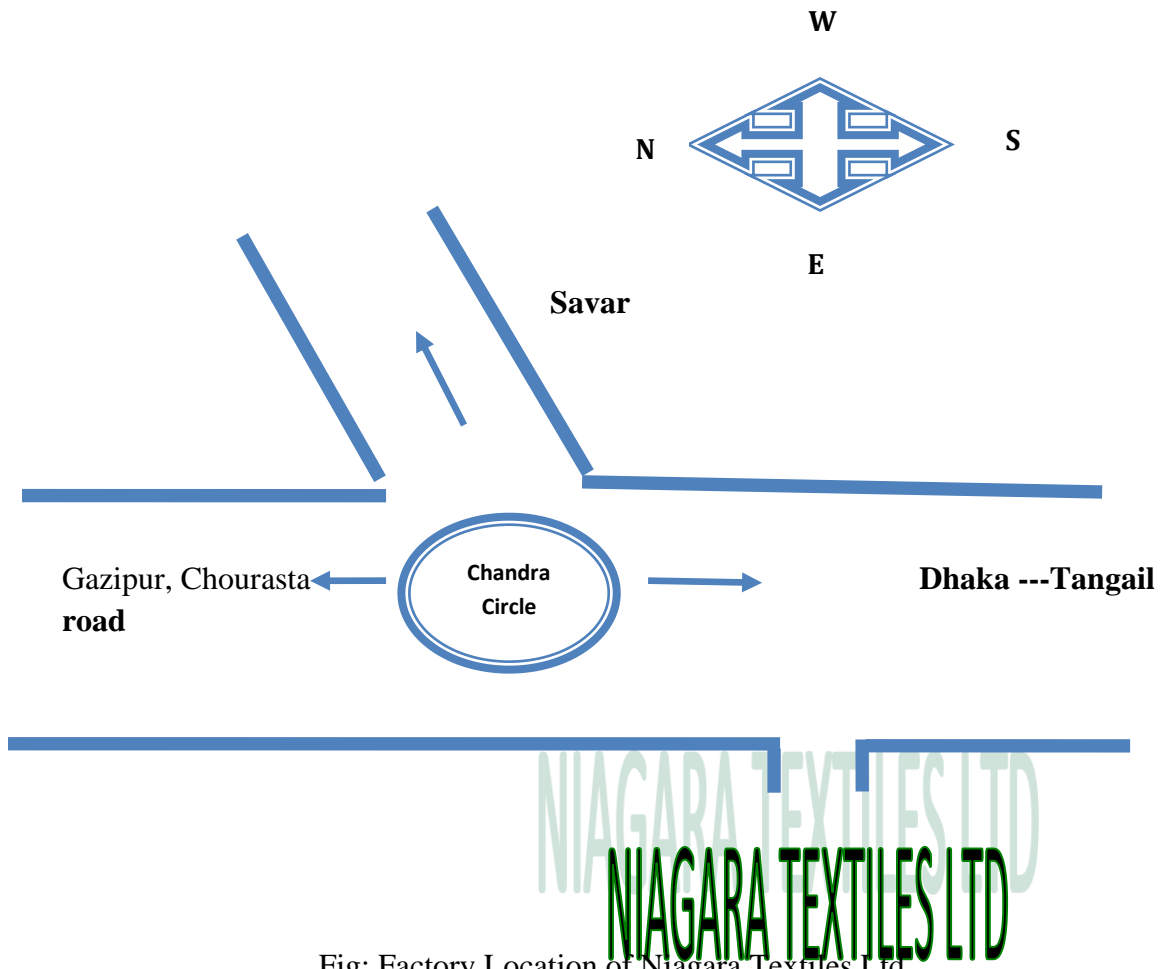 W
N
S
E
Savar
Gazipur, Chourasta
road
Chandra
Circle
Dhaka ---Tangail
NIAGARA TEXTILES LTD
NIAGARA TEXTILES LTD
Fig: Factory Location of Niagara Textiles Ltd